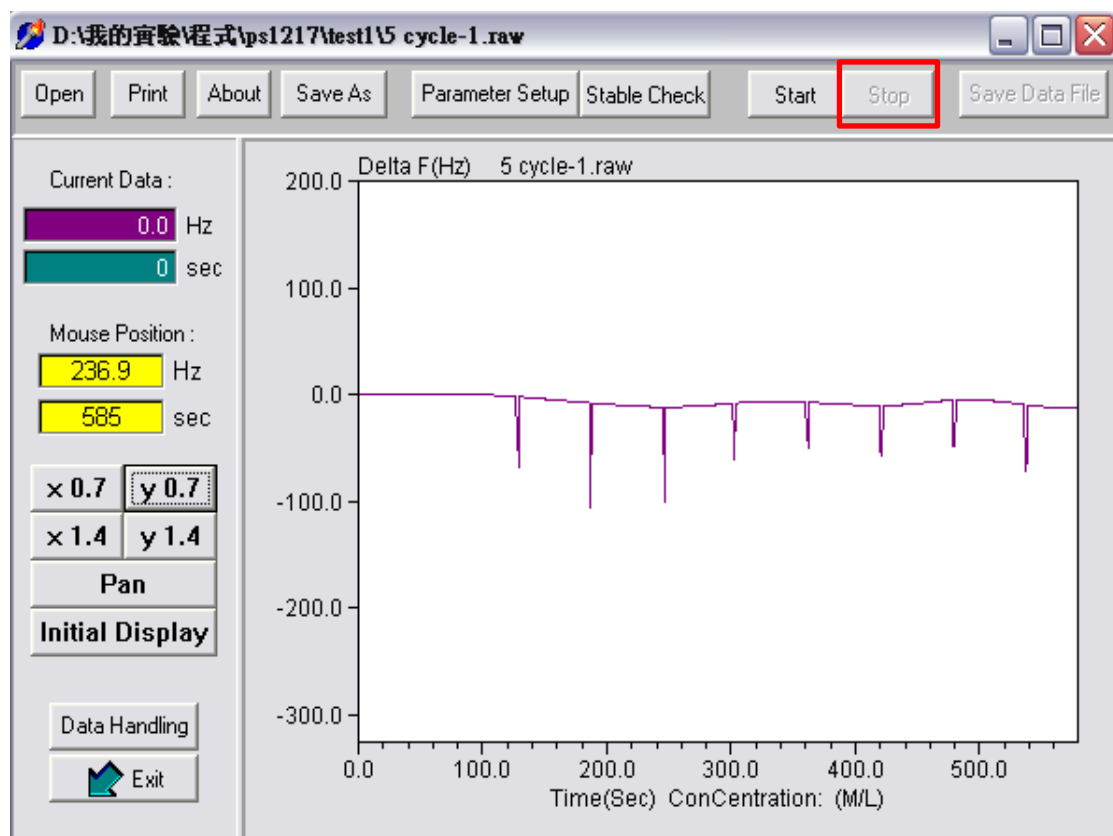 D:\我的實驗\程式\ps1217\test1\5 cycle-1.raw
Open Print About Save As Parameter Setup Stable Check Start Stop Save Data File
Current Data :
0.0 Hz
0 sec
Mouse Position :
236.9 Hz
585 sec
x 0.7 y 0.7
x 1.4 y 1.4
Pan
Initial Display
Data Handling
Exit
Delta F(Hz) 5 cycle-1.raw
200.0
100.0
0.0
-100.0
-200.0
-300.0
0.0 100.0 200.0 300.0 400.0 500.0
Time(Sec) ConCentration: (M/L)